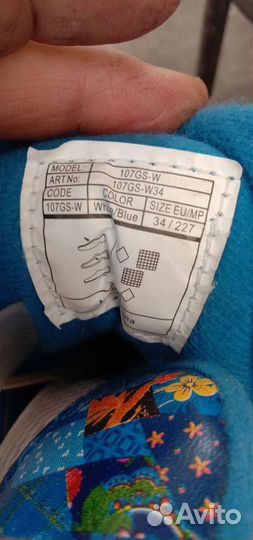 MODEL 107GS-W
ART No: 107GS-W34
CODE COLOR SIZE EU/MP
107GS-W White/Blue 34 / 227
Avito